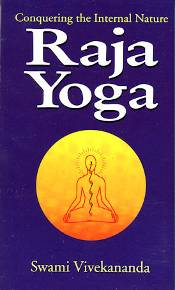 Conquering the Internal Nature
Raja
Yoga
Swami Vivekananda